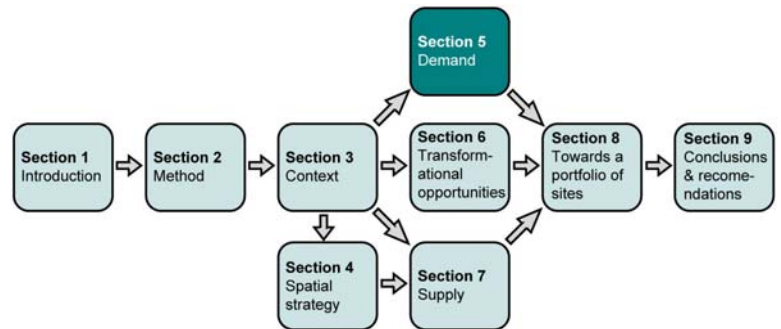 Section 1
Introduction
Section 2
Method
Section 3
Context
Section 4
Spatial
strategy
Section 5
Demand
Section 6
Transform-
ational
opportunities
Section 7
Supply
Section 8
Towards a
portfolio of
sites
Section 9
Conclusions
& recome-
ndations